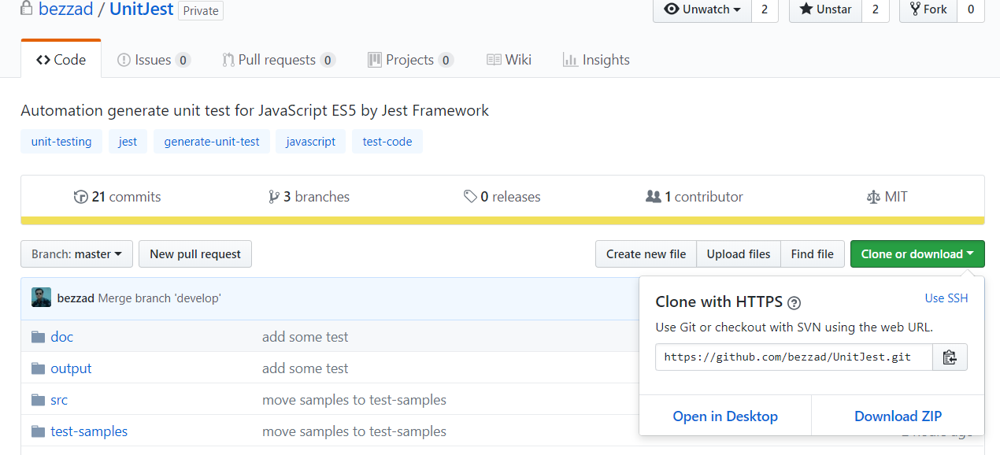 bezzad / UnitJest Private Unwatch 2 Unstar 2 Fork 0
Code Issues 0 Pull requests 0 Projects 0 Wiki Insights
Automation generate unit test for JavaScript ES5 by Jest Framework
unit-testing jest generate-unit-test javascript test-code
21 commits 3 branches 0 releases 1 contributor MIT
Branch: master New pull request Create new file Upload files Find file Clone or download
bezzad Merge branch 'develop'
Clone with HTTPS Use SSH
Use Git or checkout with SVN using the web URL.
https://github.com/bezzad/UnitJest.git
Open in Desktop Download ZIP
doc add some test
output add some test
src move samples to test-samples
test-samples move samples to test-samples